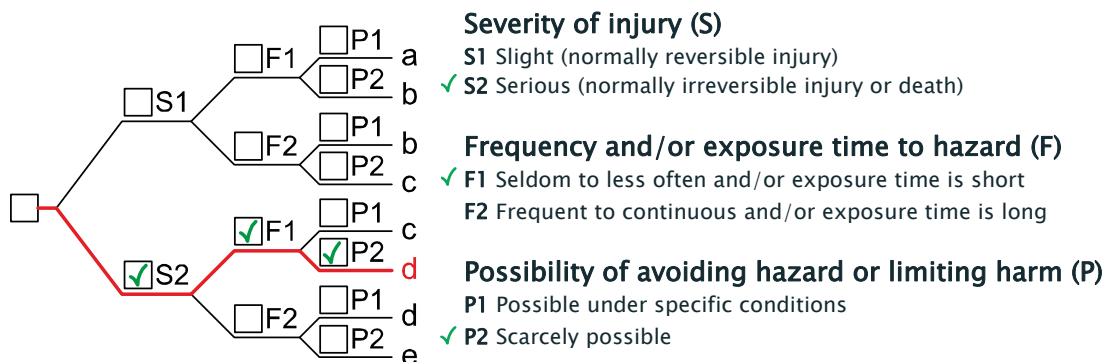 P1
F1
a
P2
b
S1
P1
F2
b
P2
c
P1
F1
c
P2
d
S2
P1
F2
d
P2
e
Severity of injury (S)
S1 Slight (normally reversible injury)
✓ S2 Serious (normally irreversible injury or death)
Frequency and/or exposure time to hazard (F)
✓ F1 Seldom to less often and/or exposure time is short
F2 Frequent to continuous and/or exposure time is long
Possibility of avoiding hazard or limiting harm (P)
P1 Possible under specific conditions
✓ P2 Scarcely possible